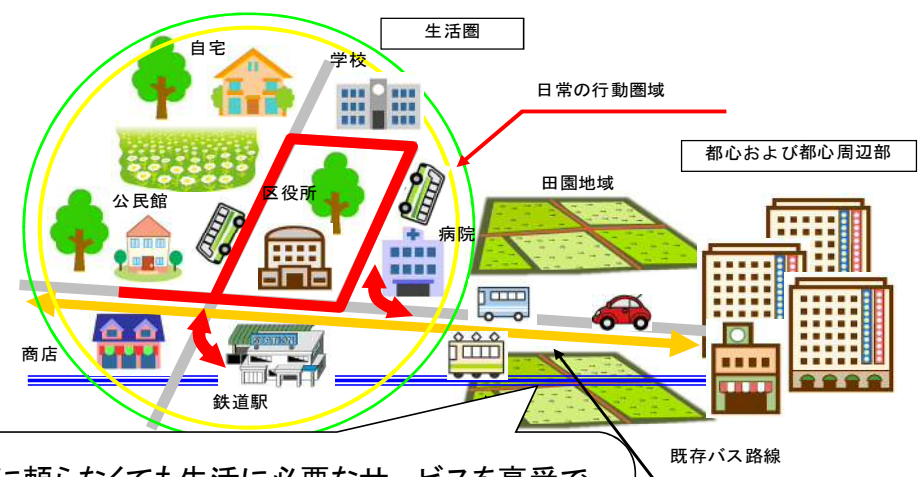 生活圏
自宅
学校
日常の行動圏域
都心および都心周辺部
区役所
田園地域
公民館
病院
STATION
商店
鉄道駅
既存バス路線
に頼らなくても生活に必要なサービスを享受で